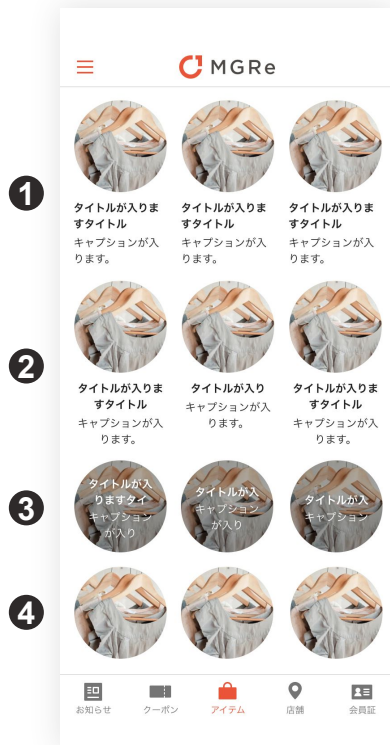 MGRe
1
タイトルが入りま
すタイトル
キャプションが入
ります。
タイトルが入りま
すタイトル
キャプションが入
ります。
タイトルが入りま
すタイトル
キャプションが入
ります。
2
タイトルが入りま
すタイトル
キャプションが入
ります。
タイトルが入り
キャプションが入
ります。
タイトルが入りま
すタイトル
キャプションが入
ります。
3
タイトルが入
りますタイ
キャプション
が入り
タイトルが入
キャプション
が入り
タイトルが入
キャプション
4
お知らせ
クーポン
アイテム
店舗
会員証